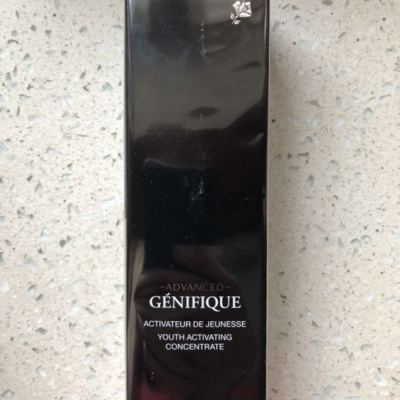 -ADVANCED-
GÉNIFIQUE
ACTIVATEUR DE JEUNESSE
YOUTH ACTIVATING
CONCENTRATE